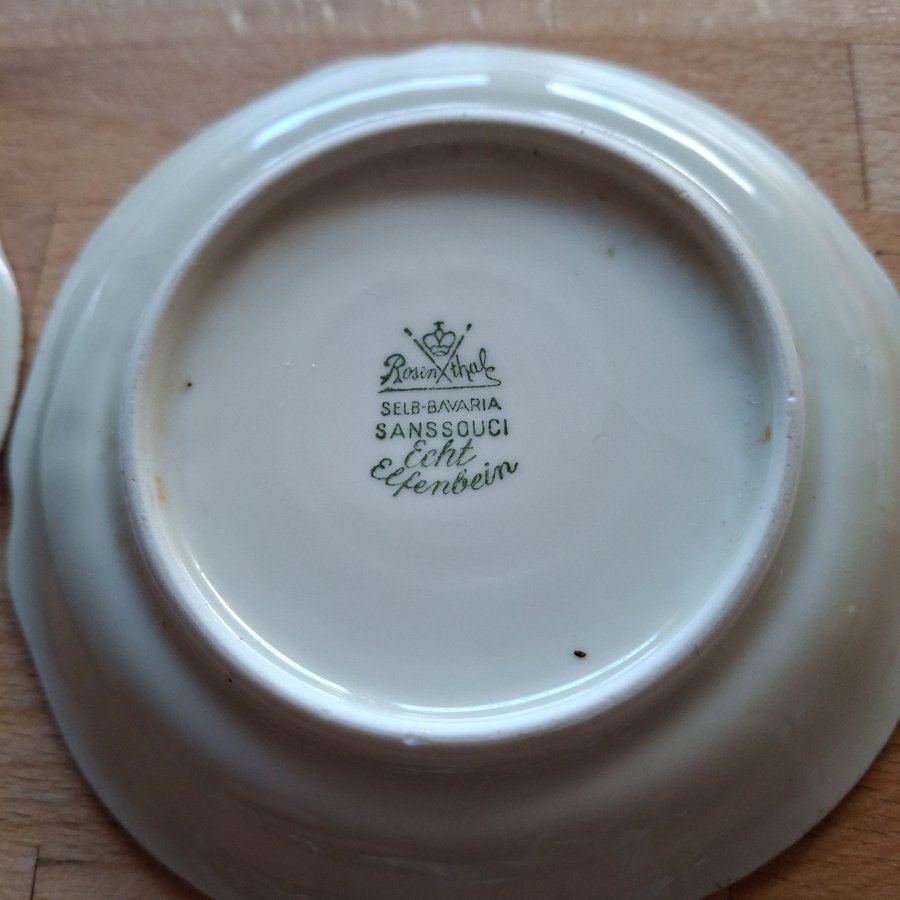 Rosenthal
SELB-BAVARIA
SANSSOUCI
Echt
Elfenbein